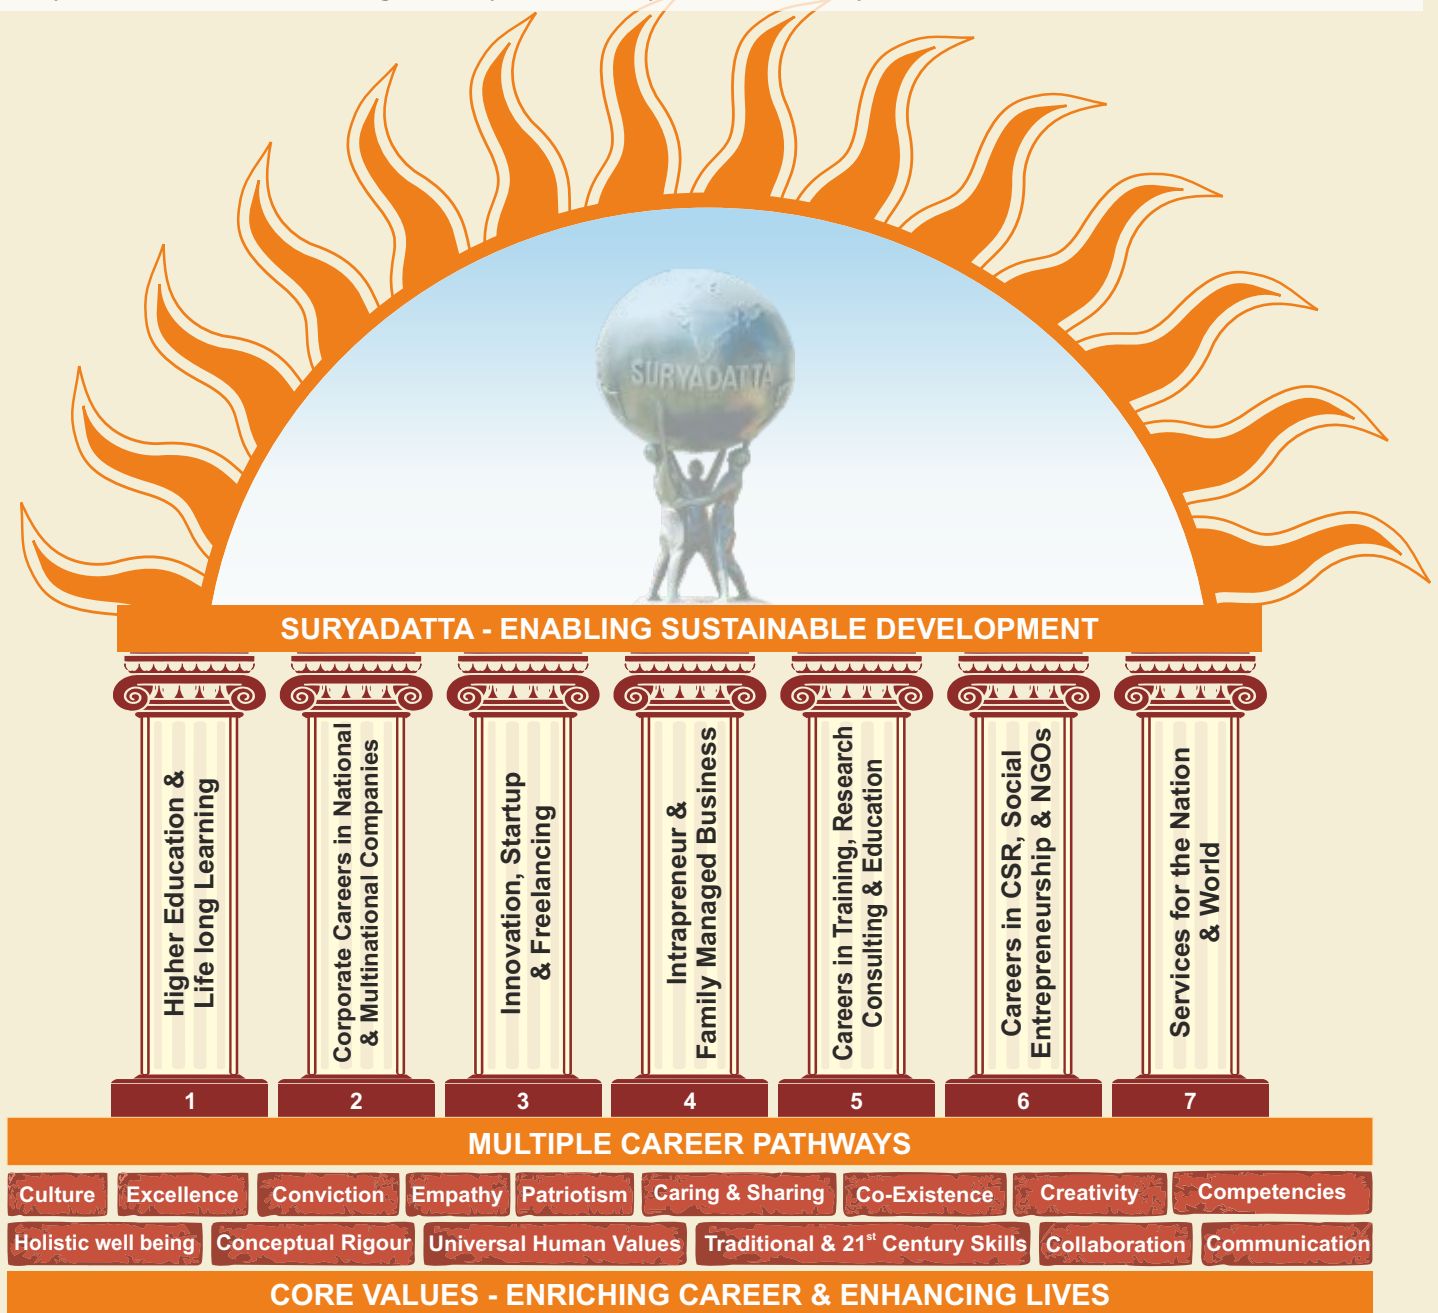 SURYADATTA
SURYADATTA - ENABLING SUSTAINABLE DEVELOPMENT
Higher Education &
Life long Learning
Corporate Careers in National
& Multinational Companies
Innovation, Startup
& Freelancing
Intrapreneur &
Family Managed Business
Careers in Training, Research
Consulting & Education
Careers in CSR, Social
Entrepreneurship & NGOs
Services for the Nation
& World
1 2 3 4 5 6 7
MULTIPLE CAREER PATHWAYS
Culture Excellence Conviction Empathy Patriotism Caring & Sharing Co-Existence Creativity Competencies
Holistic well being Conceptual Rigour Universal Human Values Traditional & 21st Century Skills Collaboration Communication
CORE VALUES - ENRICHING CAREER & ENHANCING LIVES